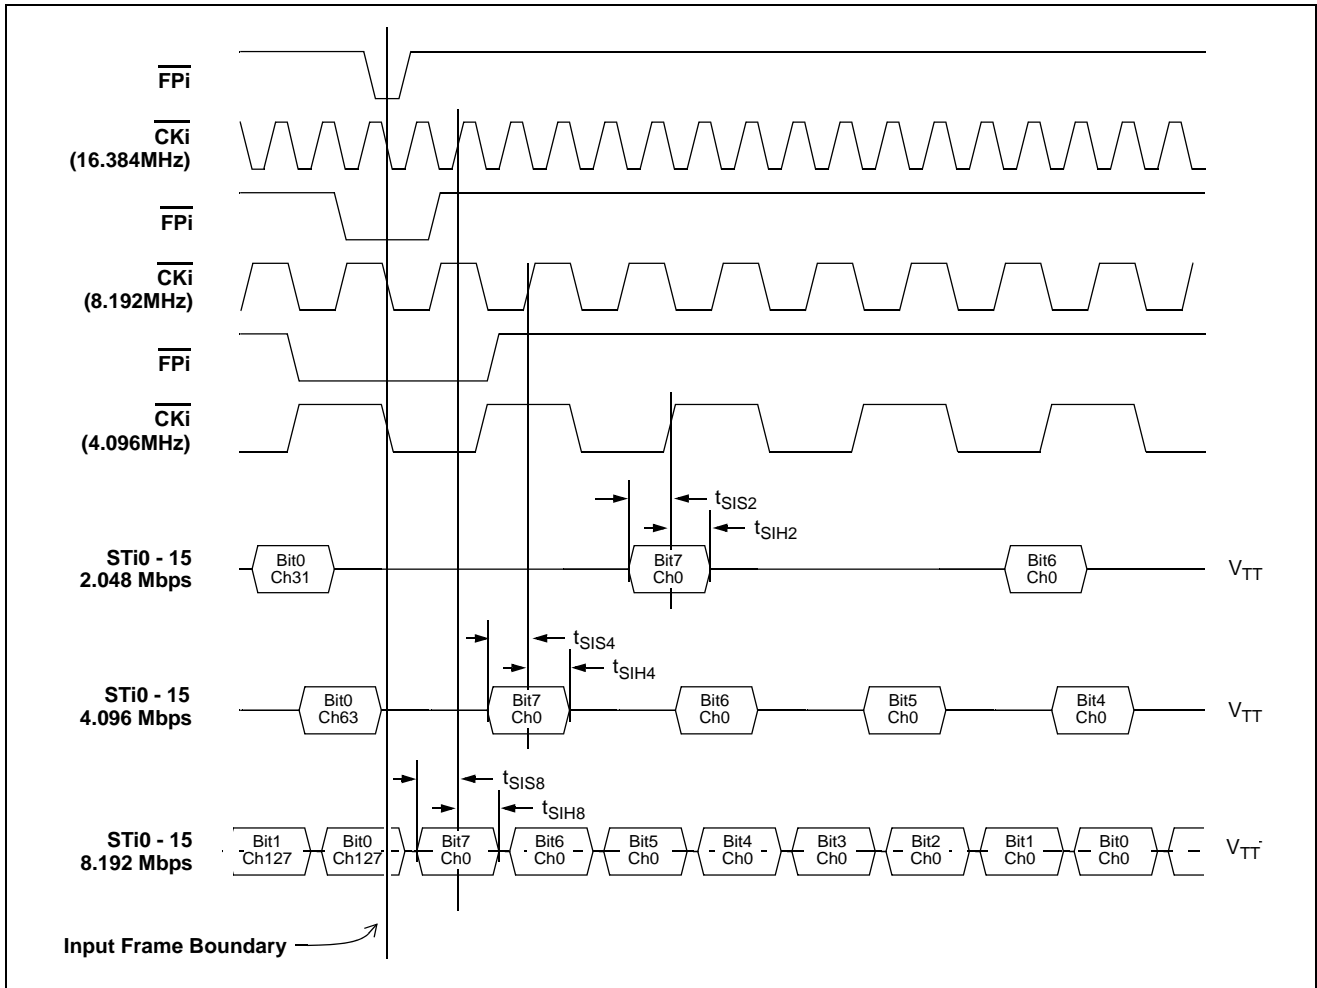 FPi
CKi
(16.384MHz)
FPi
CKi
(8.192MHz)
FPi
CKi
(4.096MHz)
tSIS2
tSIH2
STi0 - 15
2.048 Mbps
Bit0
Ch31
Bit7
Ch0
Bit6
Ch0
VTT
tSIS4
tSIH4
STi0 - 15
4.096 Mbps
Bit0
Ch63
Bit7
Ch0
Bit6
Ch0
Bit5
Ch0
Bit4
Ch0
VTT
tSIS8
tSIH8
STi0 - 15
8.192 Mbps
Bit1
Ch127
Bit0
Ch127
Bit7
Ch0
Bit6
Ch0
Bit5
Ch0
Bit4
Ch0
Bit3
Ch0
Bit2
Ch0
Bit1
Ch0
Bit0
Ch0
VTT
Input Frame Boundary